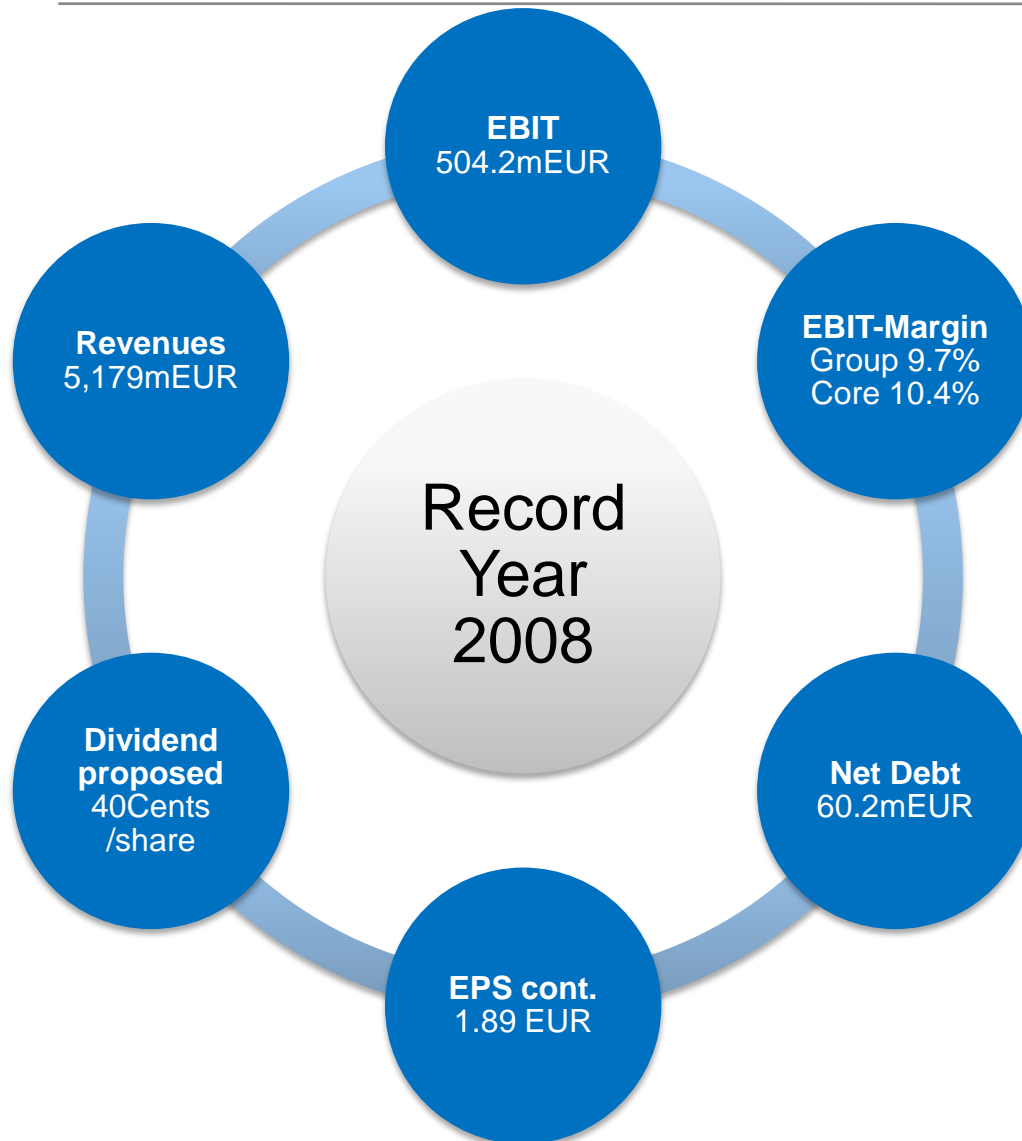 EBIT
504.2mEUR
EBIT-Margin
Group 9.7%
Core 10.4%
Revenues
5,179mEUR
Record
Year
2008
Dividend
proposed
40Cents
/share
Net Debt
60.2mEUR
EPS cont.
1.89 EUR